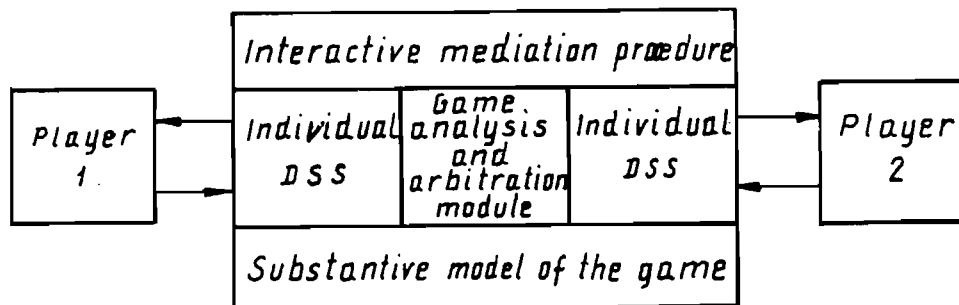 Interactive mediation procedure
Player
1
Individual
DSS
Game
analysis
and
arbitration
module
Individual
DSS
Player
2
Substantive model of the game